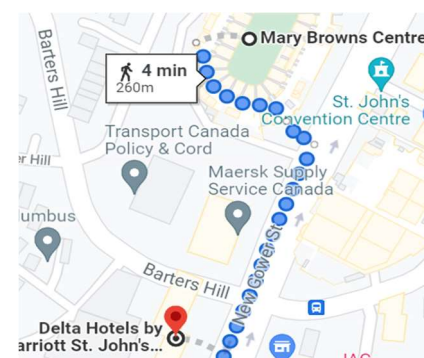 Mary Browns Centre
Barters Hill
4 min
260m
St. John's
Convention Centre
Transport Canada
Policy & Cord
er Hill
Maersk Supply
Service Canada
umbus
New Gower St
Barters Hill
Delta Hotels by
arriott St. John's...
JAG